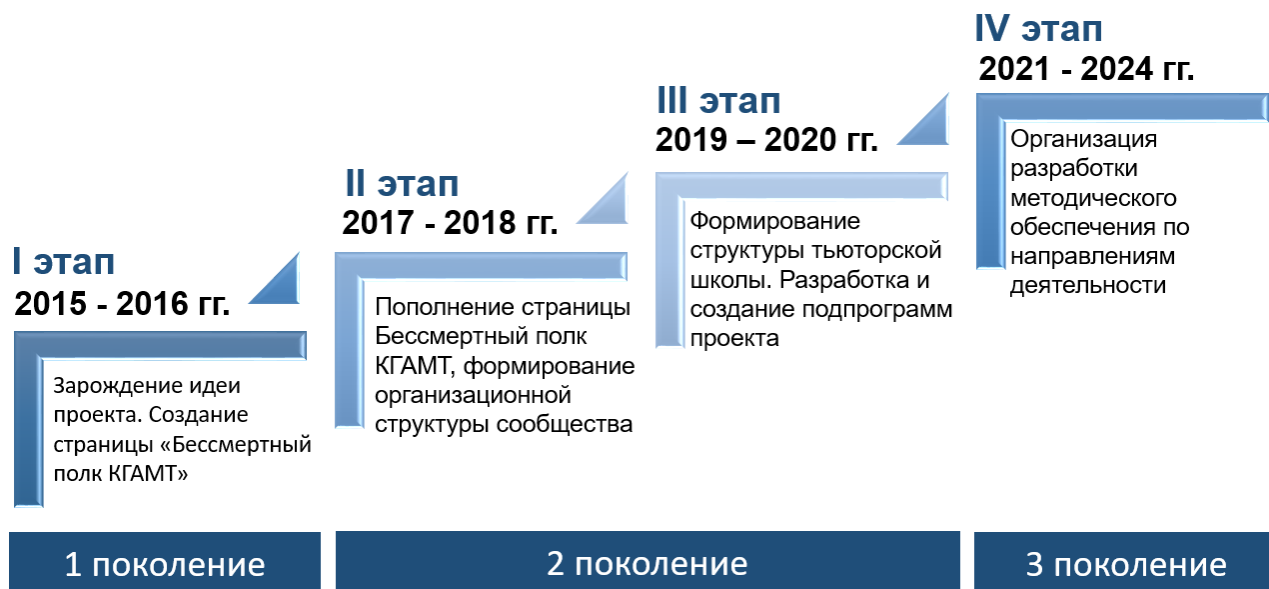 I этап
2015 - 2016 гг.
Зарождение идеи
проекта. Создание
страницы «Бессмертный
полк КГАМТ»
II этап
2017 - 2018 гг.
Пополнение страницы
Бессмертный полк
КГАМТ, формирование
организационной
структуры сообщества
III этап
2019 – 2020 гг.
Формирование
структуры тьюторской
школы. Разработка и
создание подпрограмм
проекта
IV этап
2021 - 2024 гг.
Организация
разработки
методического
обеспечения по
направлениям
деятельности
1 поколение
2 поколение
3 поколение